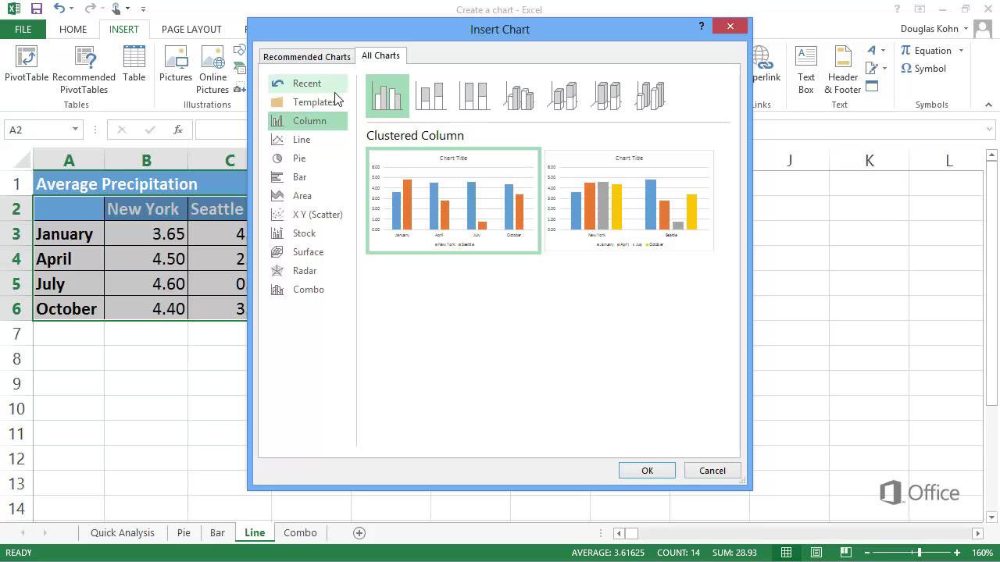 Create a chart - Excel
FILE HOME INSERT PAGE LAYOUT F
Douglas Kohn
PivotTable Recommended PivotTables Table
Tables
Pictures Online Pictures
Illustrations
perlink
Links
Text Box Header & Footer
Text
Equation
Symbol
Symbols
A2
fx
Insert Chart
Recommended Charts All Charts
Recent
Templates
Column
Line
Pie
Bar
Area
X Y (Scatter)
Stock
Surface
Radar
Combo
Clustered Column
Chart Title
6.00
5.00
4.00
3.00
2.00
1.00
0.00
January April July October
New York Seattle
Chart Title
6.00
5.00
4.00
3.00
2.00
1.00
0.00
New York Seattle
January April July October
OK Cancel
A B C J K L
1 Average Precipitation
2 New York Seattle
3 January 3.65 4
4 April 4.50 2
5 July 4.60 0
6 October 4.40 3
7
8
9
10
11
12
13
14
Office
Quick Analysis Pie Bar Line Combo
READY AVERAGE: 3.61625 COUNT: 14 SUM: 28.93 160%